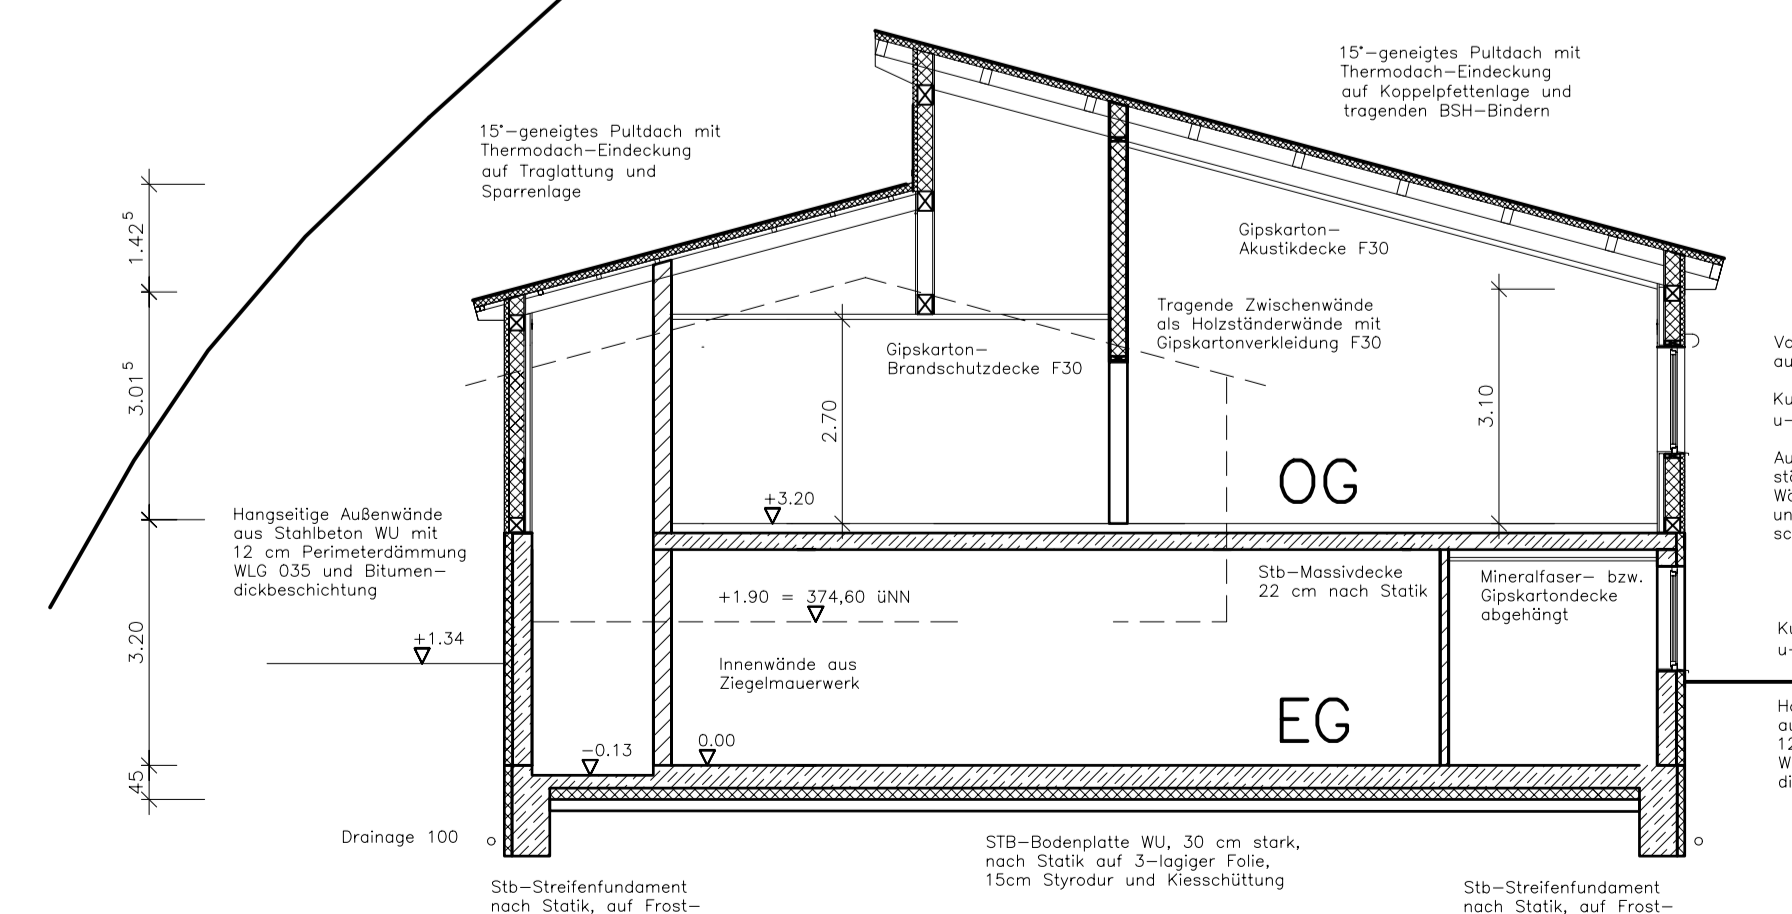 15°-geneigtes Pultdach mit
Thermodach-Eindeckung
auf Koppelpfettenlage und
tragenden BSH-Bindern
15°-geneigtes Pultdach mit
Thermodach-Eindeckung
auf Traglattung und
Sparrenlage
1.42⁵
3.01⁵
3.20
45
Gipskarton-
Akustikdecke F30
Tragende Zwischenwände
als Holzständerwände mit
Gipskartonverkleidung F30
Gipskarton-
Brandschutzdecke F30
2.70
3.10
OG
+3.20
Hangseitige Außenwände
aus Stahlbeton WU mit
12 cm Perimeterdämmung
WLG 035 und Bitumen-
dickbeschichtung
+1.34
+1.90 = 374,60 üNN
Stb-Massivdecke
22 cm nach Statik
Mineralfaser- bzw.
Gipskartondecke
abgehängt
Innenwände aus
Ziegelmauerwerk
EG
-0.13
0.00
Drainage 100
STB-Bodenplatte WU, 30 cm stark,
nach Statik auf 3-lagiger Folie,
15cm Styrodur und Kiesschüttung
Stb-Streifenfundament
nach Statik, auf Frost-
Stb-Streifenfundament
nach Statik, auf Frost-
au
u-
un
12